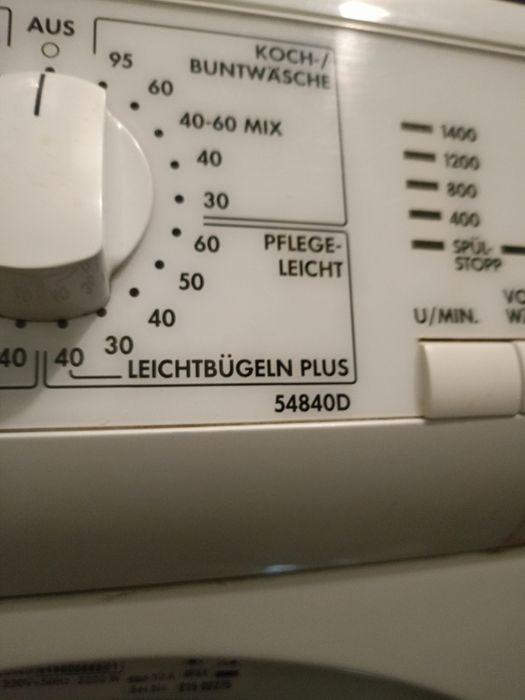 AUS
KOCH-/
BUNTWÄSCHE
95
60
40-60 MIX
40
30
PFLEGE-
LEICHT
60
50
40
30
40
40
LEICHTBÜGELN PLUS
54840D
1400
1200
800
400
SPÜL-
STOPP
U/MIN.
VO